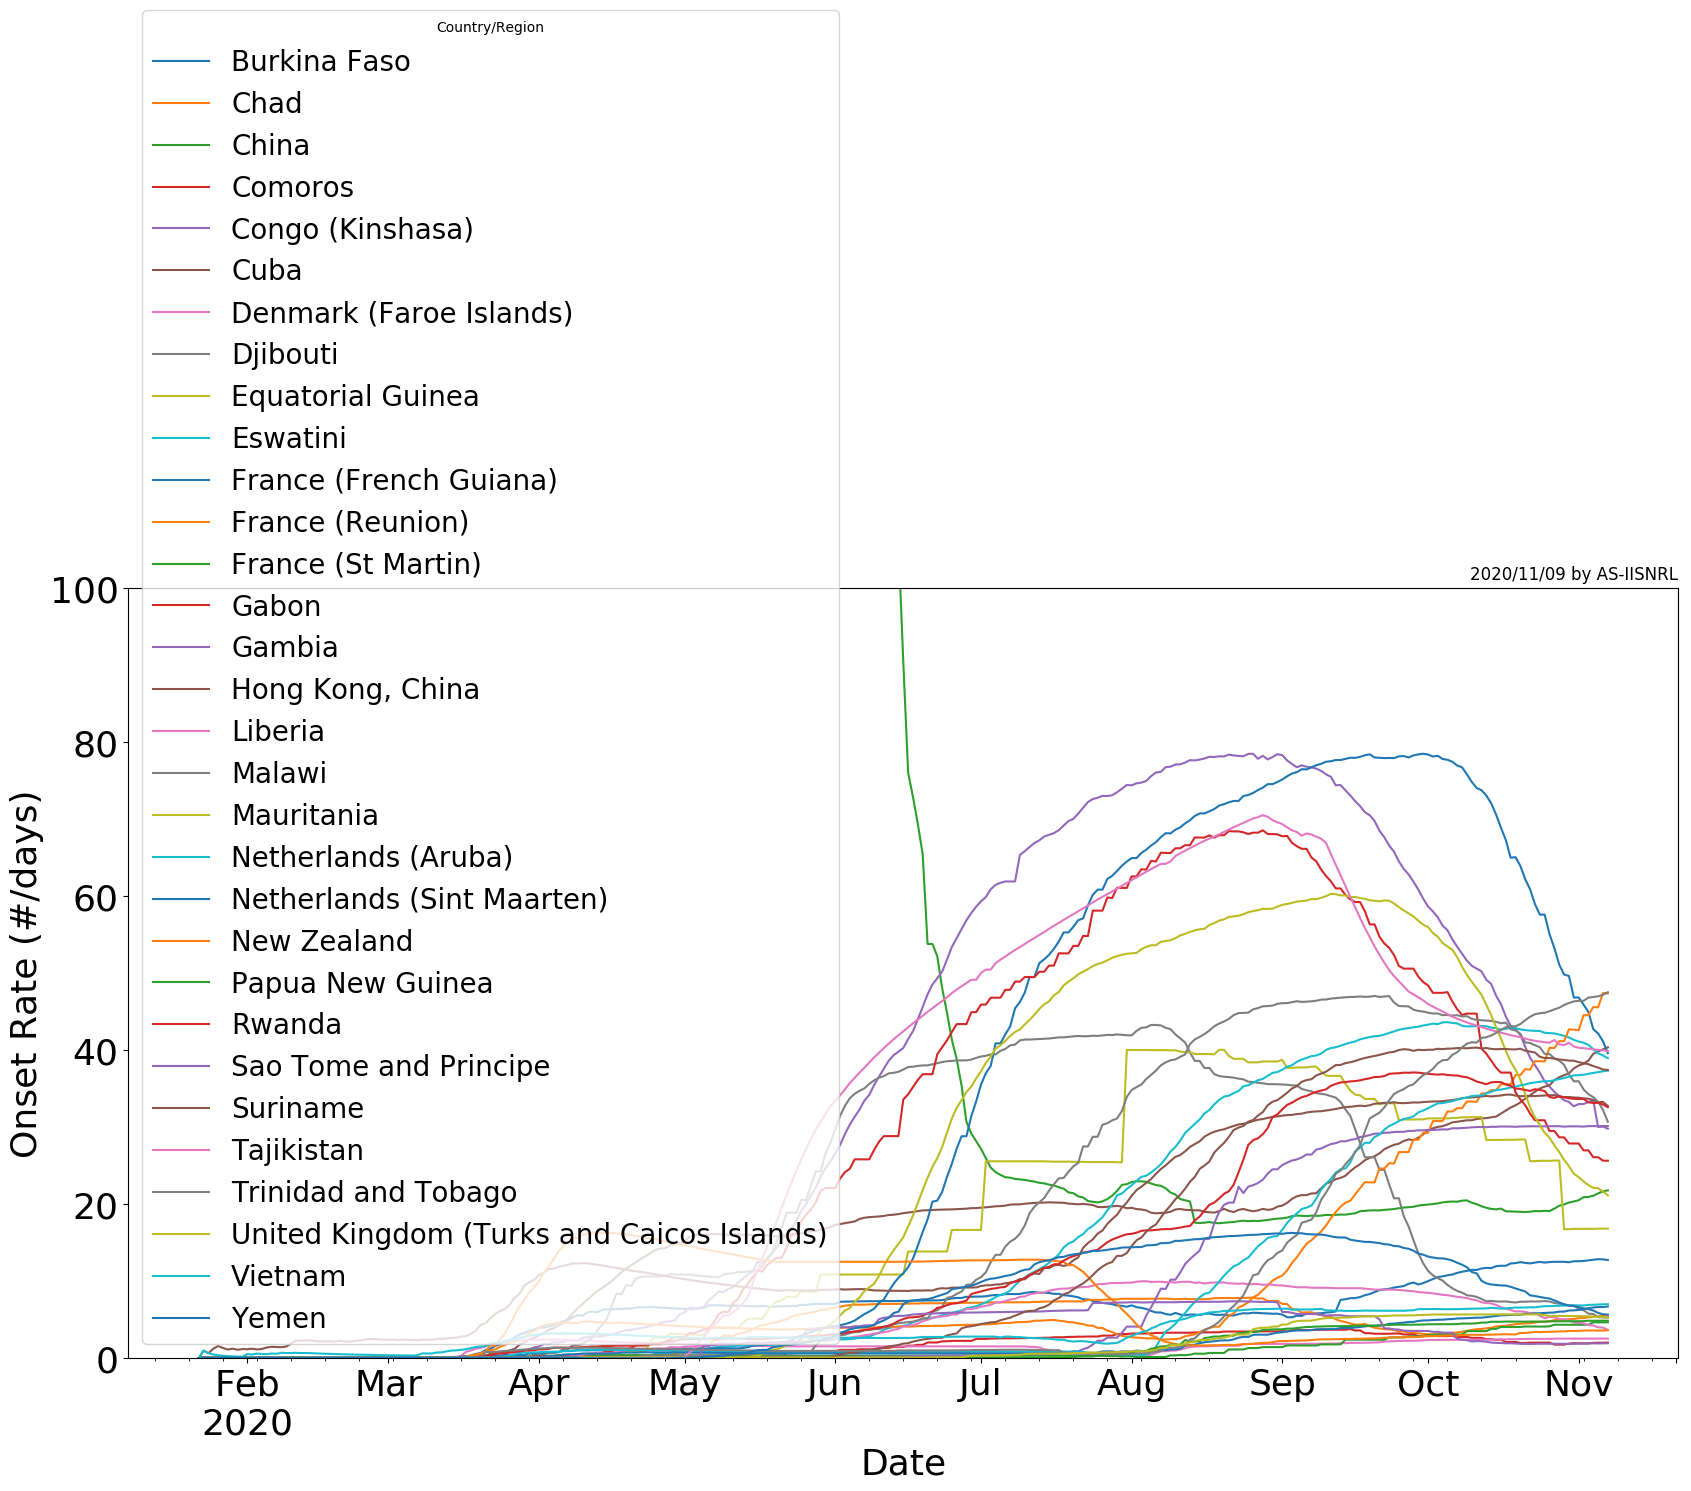 Country/Region
Burkina Faso
Chad
China
Comoros
Congo (Kinshasa)
Cuba
Denmark (Faroe Islands)
Djibouti
Equatorial Guinea
Eswatini
France (French Guiana)
France (Reunion)
France (St Martin)
Gabon
Gambia
Hong Kong, China
Liberia
Malawi
Mauritania
Netherlands (Aruba)
Netherlands (Sint Maarten)
New Zealand
Papua New Guinea
Rwanda
Sao Tome and Principe
Suriname
Tajikistan
Trinidad and Tobago
United Kingdom (Turks and Caicos Islands)
Vietnam
Yemen
2020/11/09 by AS-IISNRL
100
80
60
40
20
0
Onset Rate (#/days)
Feb Mar Apr May Jun Jul Aug Sep Oct Nov
2020
Date